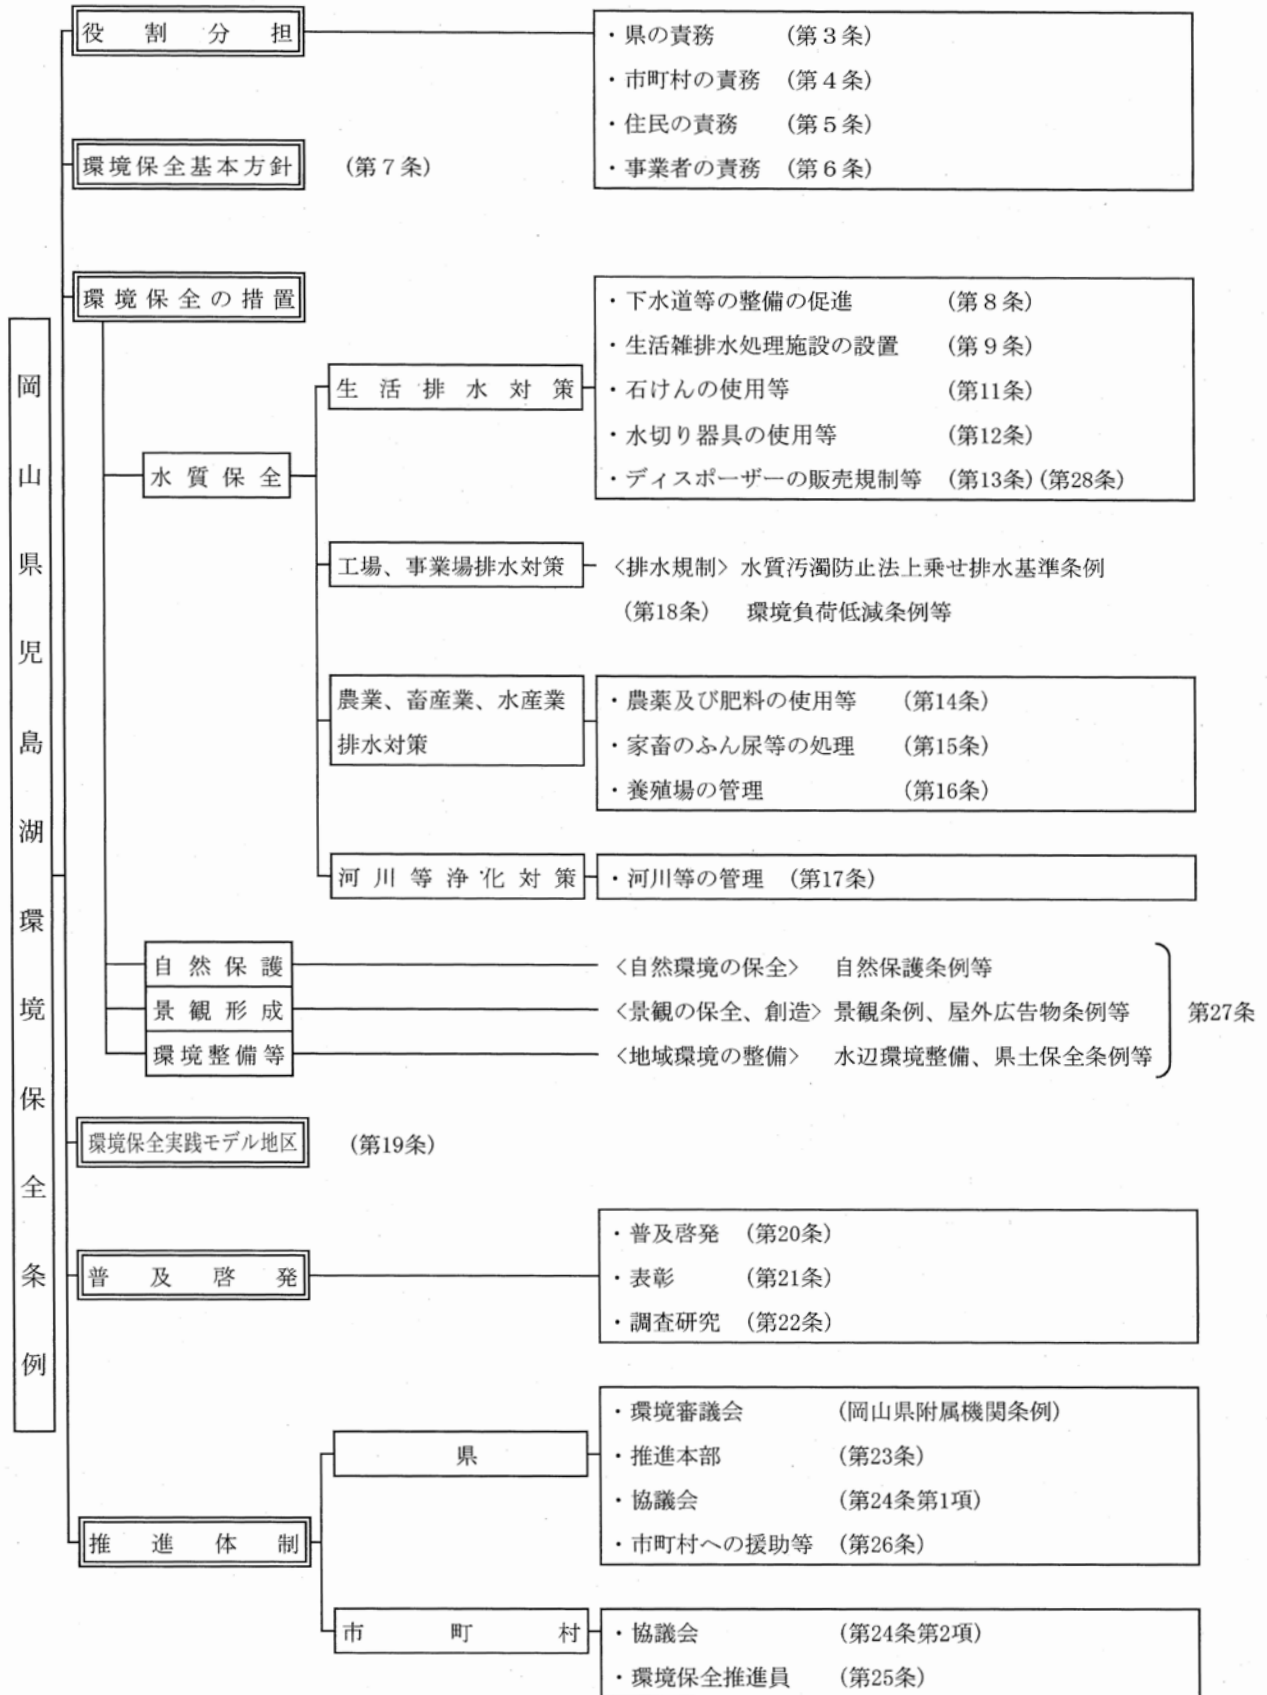 岡山県児島湖環境保全条例
役割分担
・県の責務 (第3条)
・市町村の責務 (第4条)
・住民の責務 (第5条)
・事業者の責務 (第6条)
環境保全基本方針 (第7条)
環境保全の措置
水質保全
生活排水対策
・下水道等の整備の促進 (第8条)
・生活雑排水処理施設の設置 (第9条)
・石けんの使用等 (第11条)
・水切り器具の使用等 (第12条)
・ディスポーザーの販売規制等 (第13条)(第28条)
工場、事業場排水対策
〈排水規制〉 水質汚濁防止法上乗せ排水基準条例
(第18条) 環境負荷低減条例等
農業、畜産業、水産業
排水対策
・農薬及び肥料の使用等 (第14条)
・家畜のふん尿等の処理 (第15条)
・養殖場の管理 (第16条)
河川等浄化対策
・河川等の管理 (第17条)
自然保護 〈自然環境の保全〉 自然保護条例等
景観形成 〈景観の保全、創造〉 景観条例、屋外広告物条例等
環境整備等 〈地域環境の整備〉 水辺環境整備、県土保全条例等
第27条
環境保全実践モデル地区 (第19条)
普及啓発
・普及啓発 (第20条)
・表彰 (第21条)
・調査研究 (第22条)
推進体制
県
・環境審議会 (岡山県附属機関条例)
・推進本部 (第23条)
・協議会 (第24条第1項)
・市町村への援助等 (第26条)
市町村
・協議会 (第24条第2項)
・環境保全推進員 (第25条)